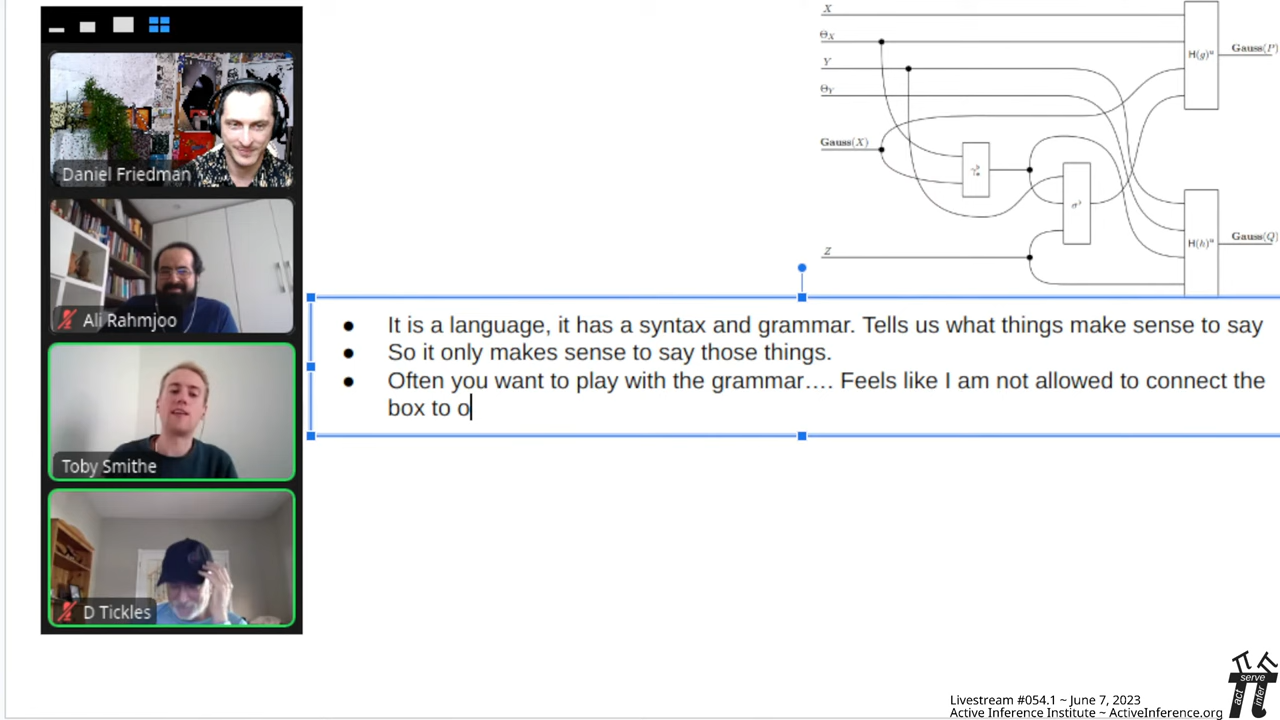 X
Θ_X
Y
Θ_Y
Gauss(X)
Z
H(g)
Gauss(P)
H(h)
Gauss(Q)
Daniel Friedman
Ali Rahmjoo
Toby Smithe
D Tickles
● It is a language, it has a syntax and grammar. Tells us what things make sense to say
● So it only makes sense to say those things.
● Often you want to play with the grammar.... Feels like I am not allowed to connect the
box to o
Livestream #054.1 ~ June 7, 2023
Active Inference Institute ~ ActiveInference.org
serve
act
infer